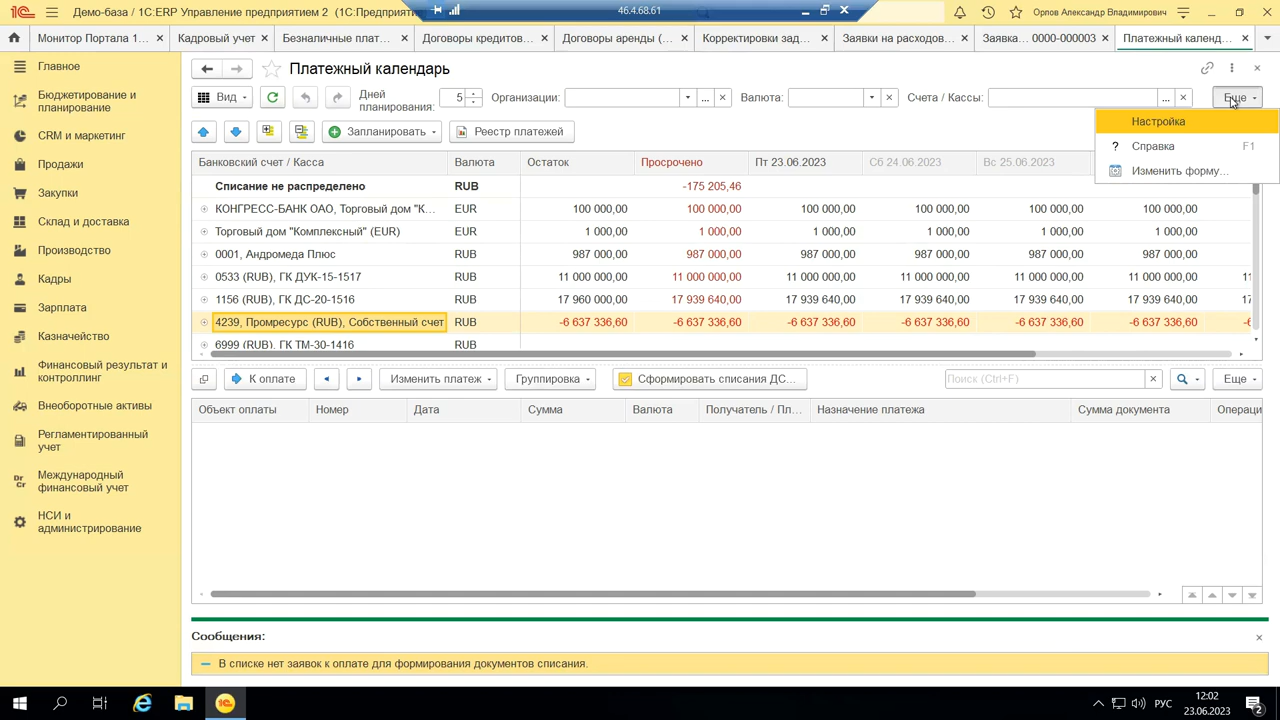 Демо-база / 1С:ERP Управление предприятием 2 (1С:Предприят
46.4.68.61
Орлов Александр Владимирович
Монитор Портала 1...
Кадровый учет
Безналичные плат...
Договоры кредитов...
Договоры аренды (...
Корректировки зад...
Заявки на расходов...
Заявка... 0000-000003
Платежный календ...
Главное
Бюджетирование и
планирование
CRM и маркетинг
Продажи
Закупки
Склад и доставка
Производство
Кадры
Зарплата
Казначейство
Финансовый результат и
контроллинг
Внеоборотные активы
Регламентированный
учет
Международный
финансовый учет
НСИ и
администрирование
Платежный календарь
Вид
Дней
планирования:
5
Организации:
Валюта:
Счета / Кассы:
Еще
Запланировать
Реестр платежей
Настройка
Справка F1
Изменить форму...
Банковский счет / Касса Валюта Остаток Просрочено Пт 23.06.2023 Сб 24.06.2023 Вс 25.06.2023
Списание не распределено RUB -175 205,46
КОНГРЕСС-БАНК ОАО, Торговый дом "К... EUR 100 000,00 100 000,00 100 000,00 100 000,00 100 000,00 100 000,00
Торговый дом "Комплексный" (EUR) EUR 1 000,00 1 000,00 1 000,00 1 000,00 1 000,00 1 000,00
0001, Андромеда Плюс RUB 987 000,00 987 000,00 987 000,00 987 000,00 987 000,00 987 000,00
0533 (RUB), ГК ДУК-15-1517 RUB 11 000 000,00 11 000 000,00 11 000 000,00 11 000 000,00 11 000 000,00 11 000 000,00 11
1156 (RUB), ГК ДС-20-1516 RUB 17 960 000,00 17 939 640,00 17 939 640,00 17 939 640,00 17 939 640,00 17 939 640,00 17
4239, Промресурс (RUB), Собственный счет RUB -6 637 336,60 -6 637 336,60 -6 637 336,60 -6 637 336,60 -6 637 336,60 -6 637 336,60 -6
6999 (RUB), ГК ТМ-30-1416 RUB
К оплате
Изменить платеж
Группировка
Сформировать списания ДС...
Поиск (Ctrl+F)
Еще
Объект оплаты Номер Дата Сумма Валюта Получатель / Пл... Назначение платежа Сумма документа Операци
Сообщения:
В списке нет заявок к оплате для формирования документов списания.
РУС
12:02
23.06.2023
2